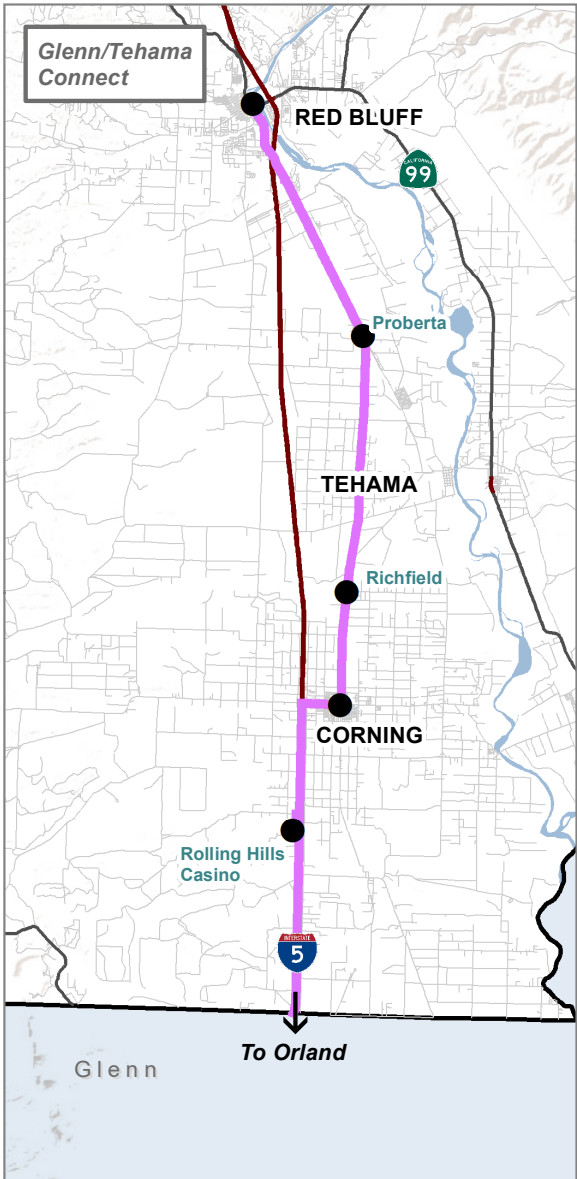 Glenn/Tehama
Connect
RED BLUFF
CALIFORNIA
99
Proberta
TEHAMA
Richfield
CORNING
Rolling Hills
Casino
INTERSTATE
5
To Orland
Glenn